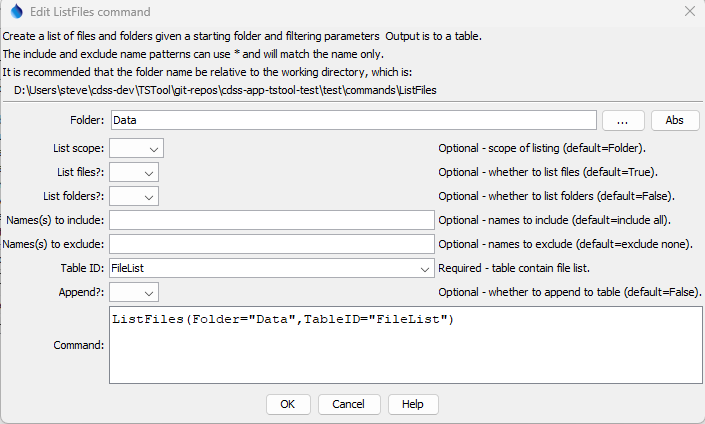 Edit ListFiles command
Create a list of files and folders given a starting folder and filtering parameters  Output is to a table.
The include and exclude name patterns can use * and will match the name only.
It is recommended that the folder name be relative to the working directory, which is:
D:\Users\steve\cdss-dev\TSTool\git-repos\cdss-app-tstool-test\test\commands\ListFiles
Folder: Data ... Abs
List scope: Optional - scope of listing (default=Folder).
List files?: Optional - whether to list files (default=True).
List folders?: Optional - whether to list folders (default=False).
Names(s) to include: Optional - names to include (default=include all).
Names(s) to exclude: Optional - names to exclude (default=exclude none).
Table ID: FileList Required - table contain file list.
Append?: Optional - whether to append to table (default=False).
ListFiles(Folder="Data",TableID="FileList")
Command:
OK Cancel Help